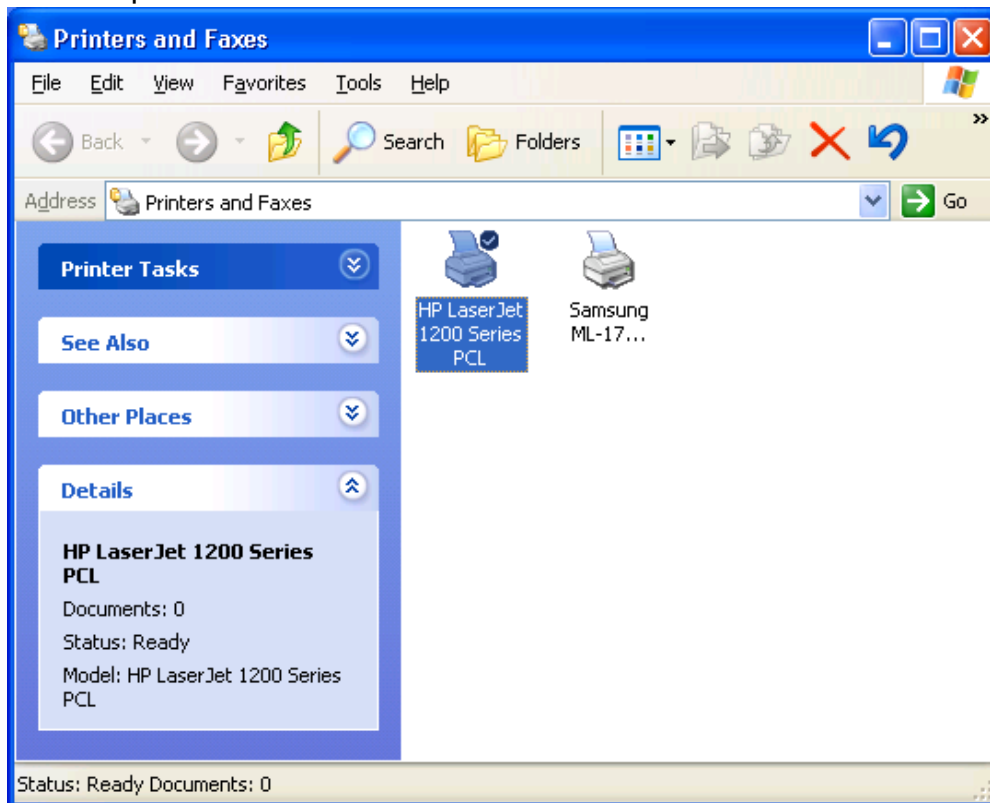 Printers and Faxes
File Edit View Favorites Tools Help
Back Search Folders »
Address Printers and Faxes Go
Printer Tasks
See Also
Other Places
Details
HP LaserJet 1200 Series
PCL
Documents: 0
Status: Ready
Model: HP LaserJet 1200 Series
PCL
HP LaserJet
1200 Series
PCL
Samsung
ML-17...
Status: Ready Documents: 0